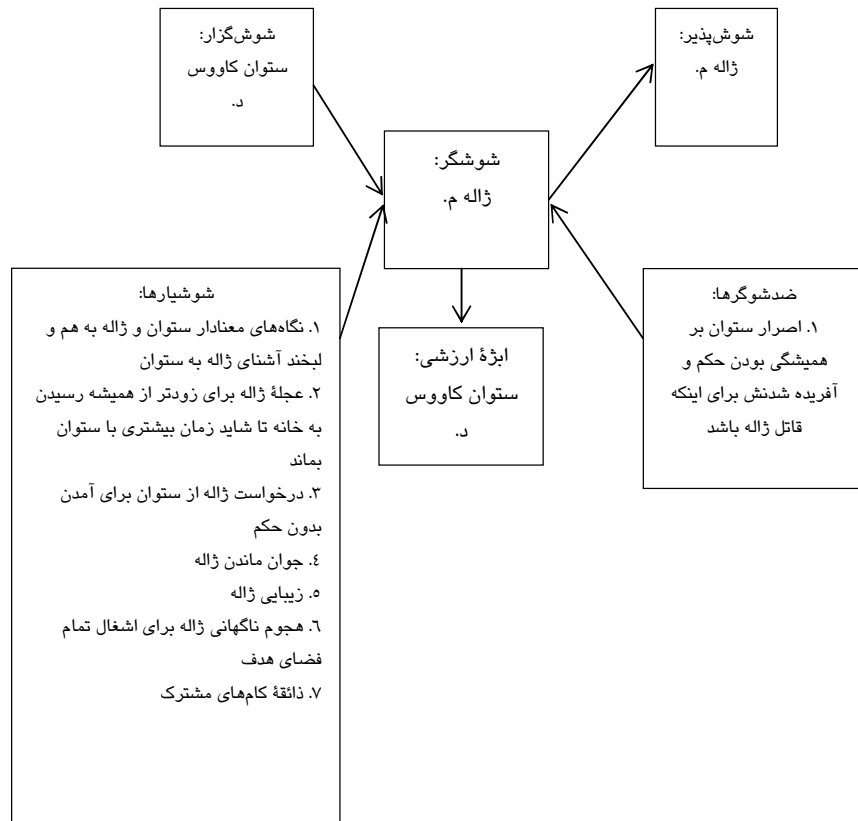 شوش‌پذیر:
ژاله م.
شوش‌گزار:
ستوان کاووس
د.
شوشگر:
ژاله م.
ضدشوگرها:
۱. اصرار ستوان بر
همیشگی بودن حکم و
آفریده شدنش برای اینکه
قاتل ژاله باشد
ابژهٔ ارزشی:
ستوان کاووس
د.
شوشیارها:
۱. نگاه‌های معنادار ستوان و ژاله به هم و
لبخند آشنای ژاله به ستوان
۲. عجلهٔ ژاله برای زودتر از همیشه رسیدن
به خانه تا شاید زمان بیشتری با ستوان
بماند
۳. درخواست ژاله از ستوان برای آمدن
بدون حکم
٤. جوان ماندن ژاله
٥. زیبایی ژاله
٦. هجوم ناگهانی ژاله برای اشغال تمام
فضای هدف
۷. ذائقهٔ کام‌های مشترک